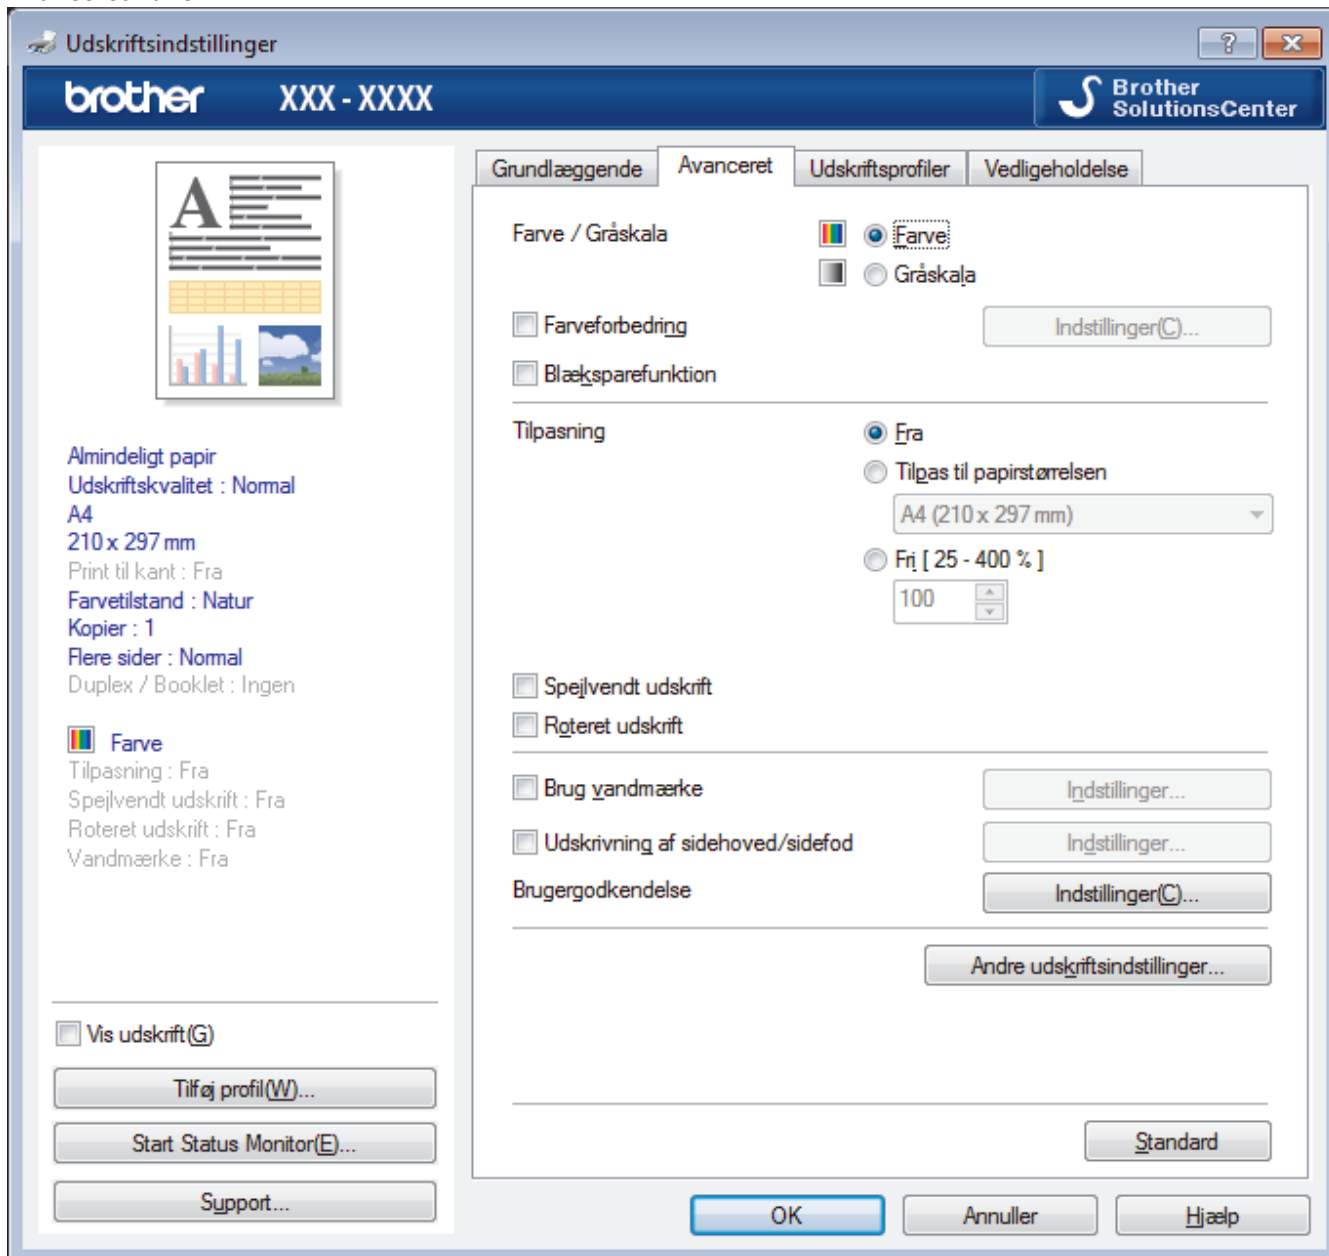 Udskriftsindstillinger
brother XXX - XXXX
Brother
SolutionsCenter
A
Almindeligt papir
Udskriftskvalitet : Normal
A4
210 x 297 mm
Print til kant : Fra
Farvetilstand : Natur
Kopier : 1
Flere sider : Normal
Duplex / Booklet : Ingen
Farve
Tilpasning : Fra
Spejlvendt udskrift : Fra
Roteret udskrift : Fra
Vandmærke : Fra
Vis udskrift(G)
Tilføj profil(W)...
Start Status Monitor(E)...
Support...
Grundlæggende Avanceret Udskriftsprofiler Vedligeholdelse
Farve / Gråskala Farve
Gråskala
Farveforbedring Indstillinger(C)...
Blæksparefunktion
Tilpasning Fra
Tilpas til papirstørrelsen
A4 (210 x 297 mm)
Fri [ 25 - 400 % ]
100
Spejlvendt udskrift
Roteret udskrift
Brug vandmærke Indstillinger...
Udskrivning af sidehoved/sidefod Indstillinger...
Brugergodkendelse Indstillinger(C)...
Andre udskriftsindstillinger...
Standard
OK Annuller Hjælp